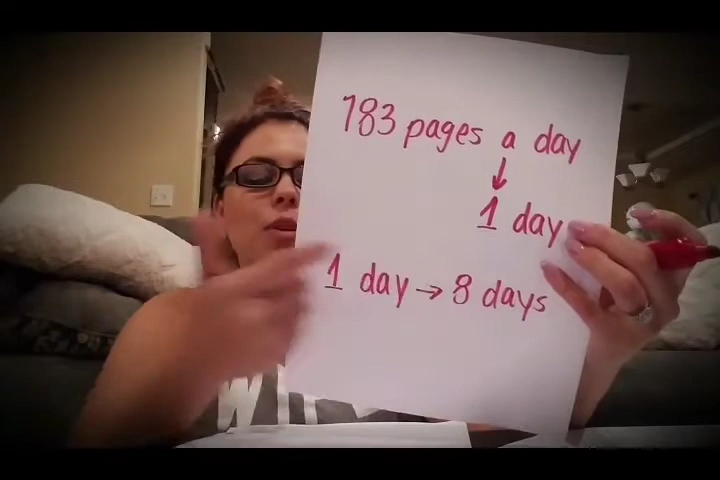 183 pages a day
↓
1 day
1 day → 8 days